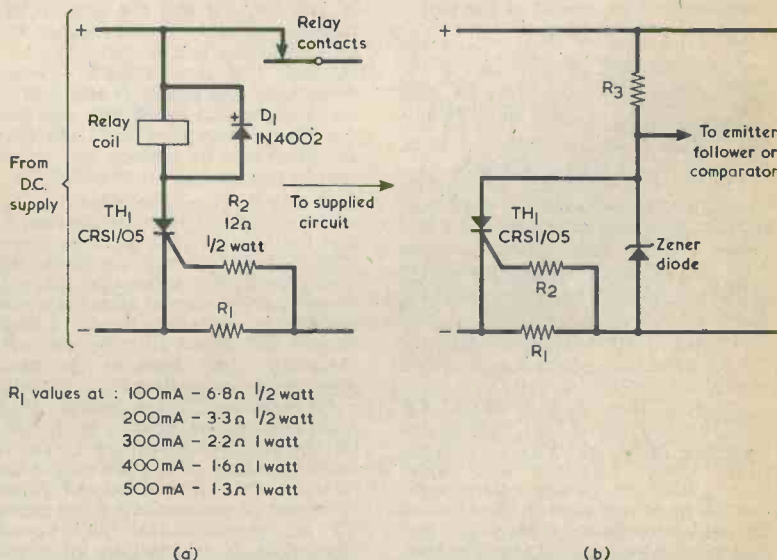 +
Relay
contacts
Relay
coil
+
D1
IN4002
From
D.C.
supply
TH1
CRS1/05
R2
12Ω
1/2 watt
To supplied
circuit
R1
−
R1 values at : 100mA – 6·8Ω 1/2 watt
200mA – 3·3Ω 1/2 watt
300mA – 2·2Ω 1 watt
400mA – 1·6Ω 1 watt
500mA – 1·3Ω 1 watt
(a)
+
R3
To emitter
follower or
comparator
TH1
CRS1/05
R2
Zener
diode
−
R1
(b)